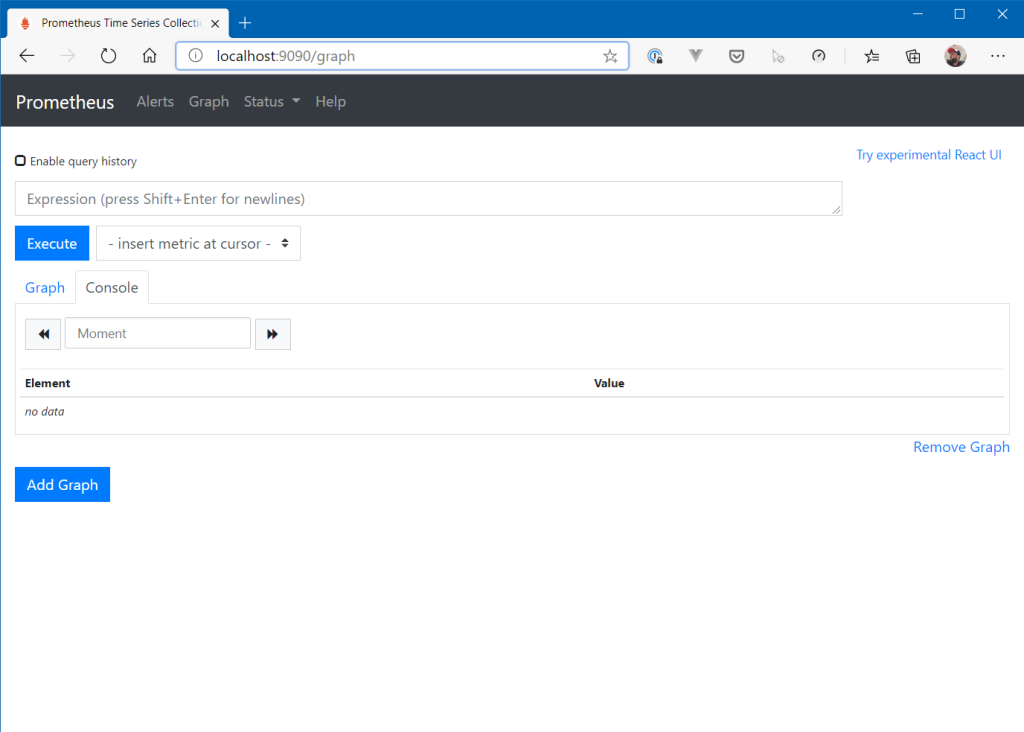 Prometheus Time Series Collecti
localhost:9090/graph
Prometheus Alerts Graph Status Help
Try experimental React UI
Enable query history
Expression (press Shift+Enter for newlines)
Execute - insert metric at cursor -
Graph Console
Moment
Element Value
no data
Remove Graph
Add Graph